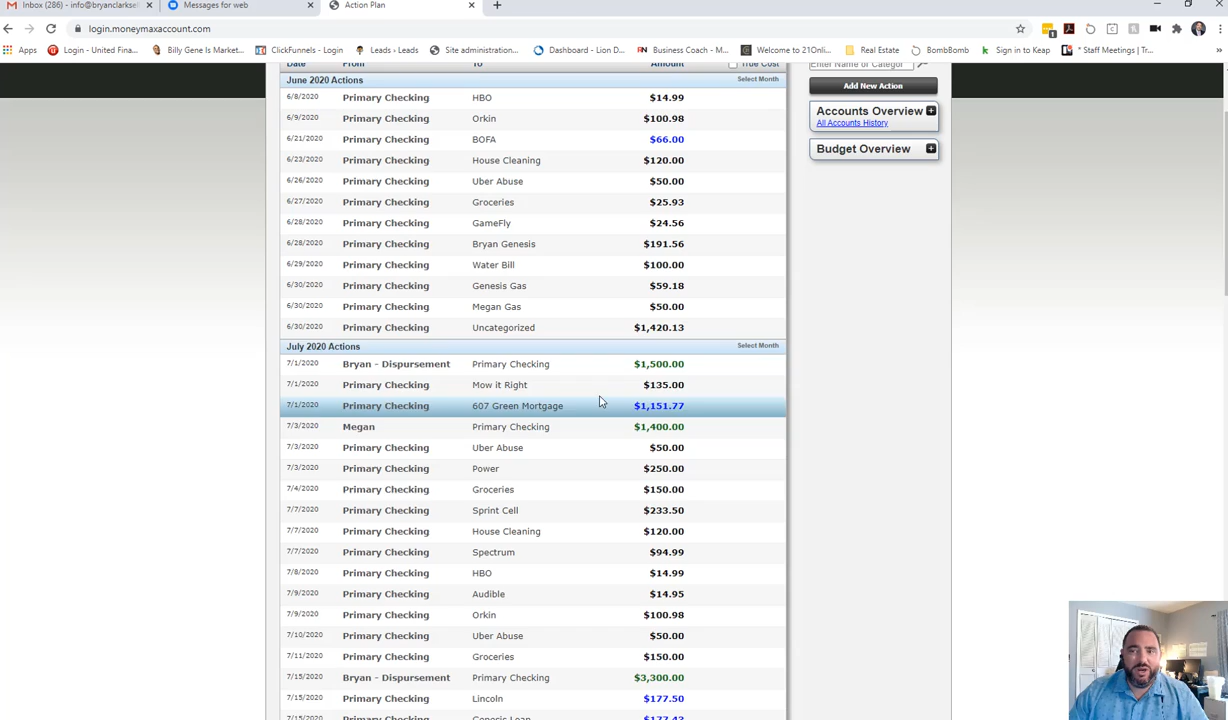 Inbox (286) - info@bryanclarksel
Messages for web
Action Plan
login.moneymaxaccount.com
Apps
Login - United Fina...
Billy Gene Is Market...
ClickFunnels - Login
Leads ‹ Leads
Site administration...
Dashboard - Lion D...
Business Coach - M...
Welcome to 21Onli...
Real Estate
BombBomb
Sign in to Keap
* Staff Meetings | Tr...
Date From To Amount True Cost
Enter Name or Categor
June 2020 Actions Select Month
6/8/2020 Primary Checking HBO $14.99
6/9/2020 Primary Checking Orkin $100.98
6/21/2020 Primary Checking BOFA $66.00
6/23/2020 Primary Checking House Cleaning $120.00
6/26/2020 Primary Checking Uber Abuse $50.00
6/27/2020 Primary Checking Groceries $25.93
6/28/2020 Primary Checking GameFly $24.56
6/28/2020 Primary Checking Bryan Genesis $191.56
6/29/2020 Primary Checking Water Bill $100.00
6/30/2020 Primary Checking Genesis Gas $59.18
6/30/2020 Primary Checking Megan Gas $50.00
6/30/2020 Primary Checking Uncategorized $1,420.13
July 2020 Actions Select Month
7/1/2020 Bryan - Dispursement Primary Checking $1,500.00
7/1/2020 Primary Checking Mow it Right $135.00
7/1/2020 Primary Checking 607 Green Mortgage $1,151.77
7/3/2020 Megan Primary Checking $1,400.00
7/3/2020 Primary Checking Uber Abuse $50.00
7/3/2020 Primary Checking Power $250.00
7/4/2020 Primary Checking Groceries $150.00
7/7/2020 Primary Checking Sprint Cell $233.50
7/7/2020 Primary Checking House Cleaning $120.00
7/7/2020 Primary Checking Spectrum $94.99
7/8/2020 Primary Checking HBO $14.99
7/9/2020 Primary Checking Audible $14.95
7/9/2020 Primary Checking Orkin $100.98
7/10/2020 Primary Checking Uber Abuse $50.00
7/11/2020 Primary Checking Groceries $150.00
7/15/2020 Bryan - Dispursement Primary Checking $3,300.00
7/15/2020 Primary Checking Lincoln $177.50
7/15/2020 Primary Checking Genesis Loan $177.43
Add New Action
Accounts Overview
All Accounts History
Budget Overview